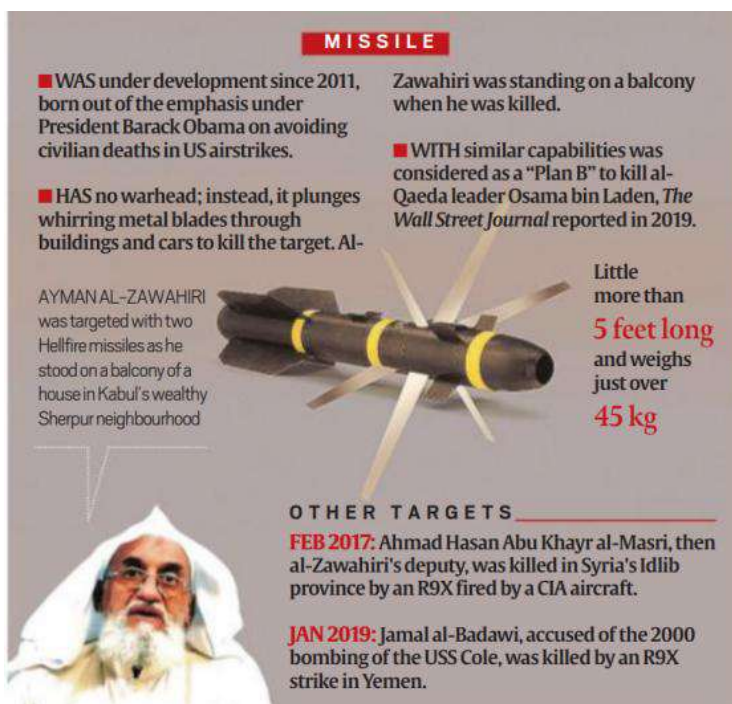 MISSILE
■ WAS under development since 2011,
born out of the emphasis under
President Barack Obama on avoiding
civilian deaths in US airstrikes.
■ HAS no warhead; instead, it plunges
whirring metal blades through
buildings and cars to kill the target. Al-
Zawahiri was standing on a balcony
when he was killed.
■ WITH similar capabilities was
considered as a “Plan B” to kill al-
Qaeda leader Osama bin Laden, The
Wall Street Journal reported in 2019.
AYMAN AL-ZAWAHIRI
was targeted with two
Hellfire missiles as he
stood on a balcony of a
house in Kabul's wealthy
Sherpur neighbourhood
Little
more than
5 feet long
and weighs
just over
45 kg
OTHER TARGETS
FEB 2017: Ahmad Hasan Abu Khayr al-Masri, then
al-Zawahiri's deputy, was killed in Syria's Idlib
province by an R9X fired by a CIA aircraft.
JAN 2019: Jamal al-Badawi, accused of the 2000
bombing of the USS Cole, was killed by an R9X
strike in Yemen.